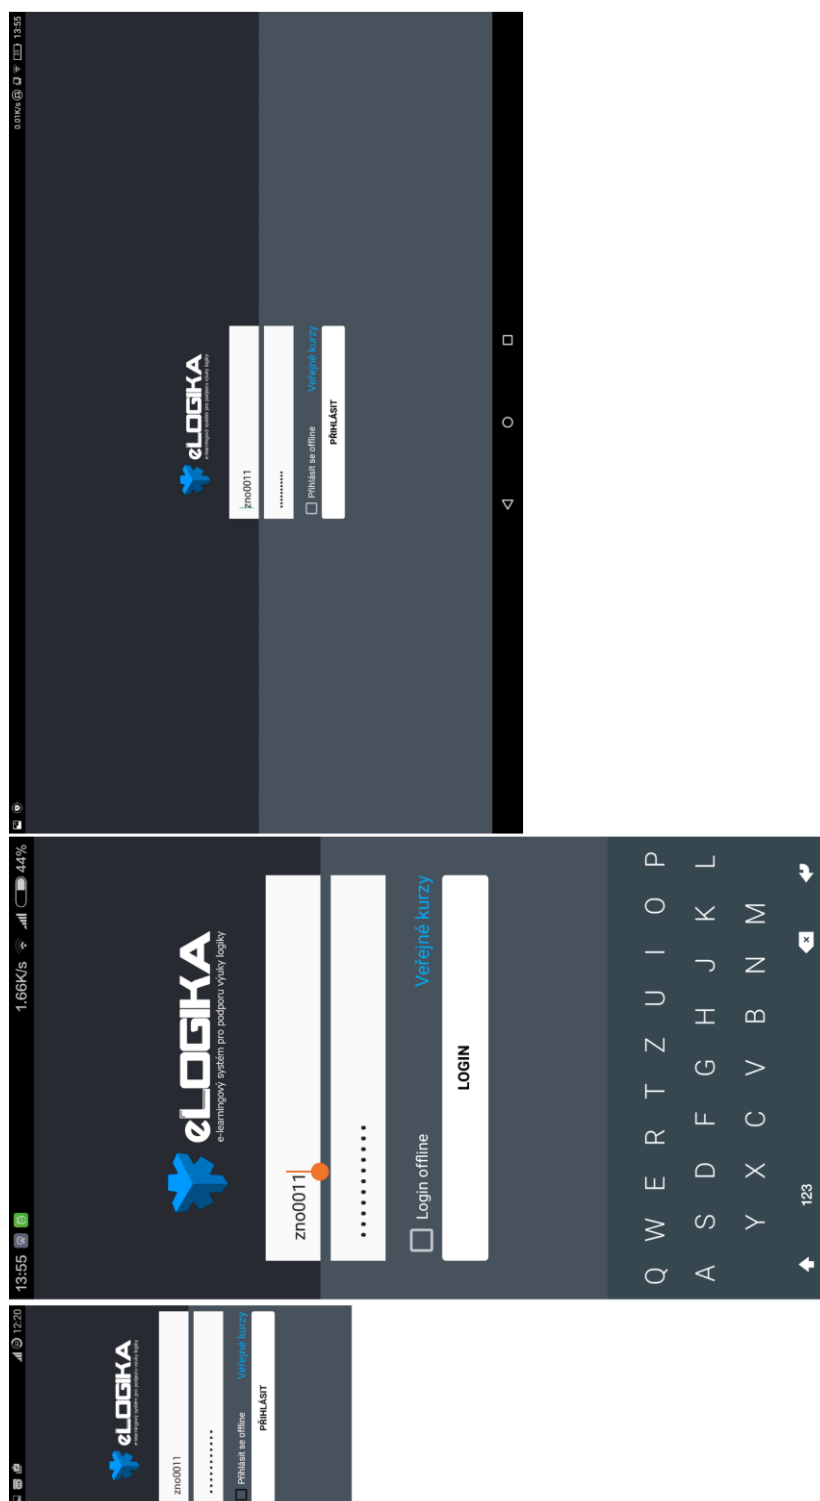 0.01K/s 13:55
eLOGIKA
e-learningový systém pro podporu výuky logiky
zno0011
•••••••••••
Přihlásit se offline Veřejné kurzy
PŘIHLÁSIT
13:55 1.66K/s 44%
eLOGIKA
e-learningový systém pro podporu výuky logiky
zno0011
•••••••••••
Login offline Veřejné kurzy
LOGIN
Q W E R T Z U I O P
A S D F G H J K L
Y X C V B N M
123
12:20
eLOGIKA
e-learningový systém pro podporu výuky logiky
zno0011
•••••••••••
Přihlásit se offline Veřejné kurzy
PŘIHLÁSIT